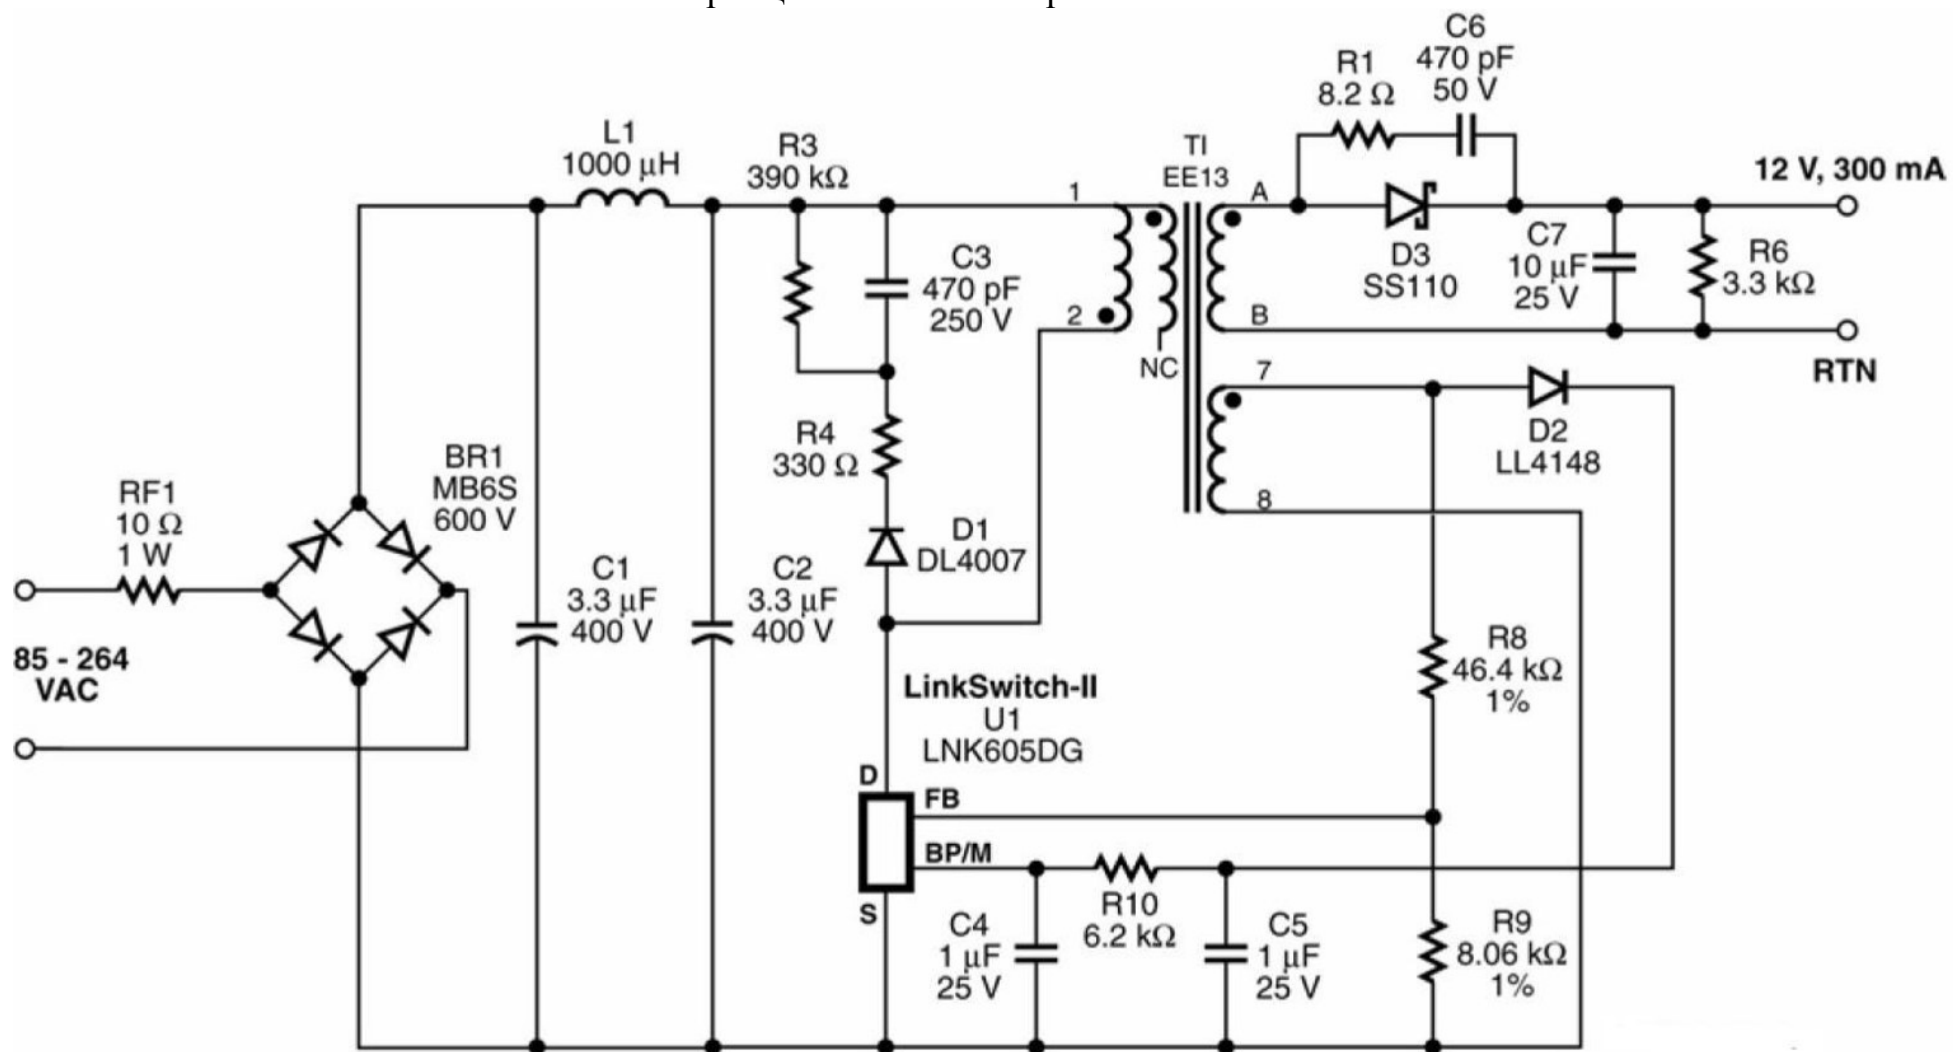 C6
470 pF
50 V
R1
8.2 Ω
L1
1000 µH
R3
390 kΩ
TI
EE13
12 V, 300 mA
1
A
C3
470 pF
250 V
D3
SS110
C7
10 µF
25 V
R6
3.3 kΩ
2
B
NC
RTN
7
D2
LL4148
R4
330 Ω
BR1
MB6S
600 V
RF1
10 Ω
1 W
8
D1
DL4007
C1
3.3 µF
400 V
C2
3.3 µF
400 V
85 - 264
VAC
R8
46.4 kΩ
1%
LinkSwitch-II
U1
LNK605DG
D
FB
BP/M
S
R10
6.2 kΩ
C4
1 µF
25 V
C5
1 µF
25 V
R9
8.06 kΩ
1%